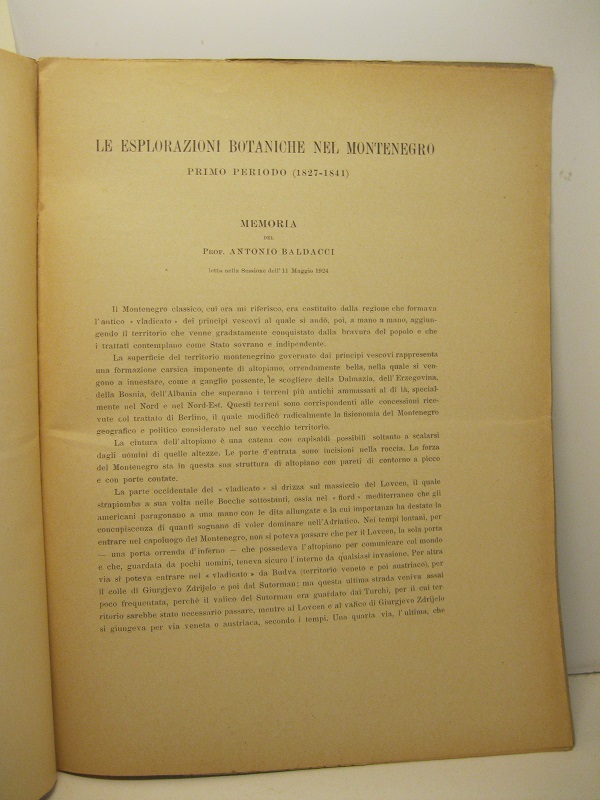 LE ESPLORAZIONI BOTANICHE NEL MONTENEGRO
PRIMO PERIODO (1827-1841)
MEMORIA
DEL
PROF. ANTONIO BALDACCI
letta nella Sessione dell' 11 Maggio 1924
Il Montenegro classico, cui ora mi riferisco, era costituito dalla regione che formava
l'antico « vladicato » dei principi vescovi al quale si andò, poi, a mano a mano, aggiun-
gendo il territorio che venne gradatamente conquistato dalla bravura del popolo e che
i trattati contemplano come Stato sovrano e indipendente.
La superficie del territorio montenegrino governato dai principi vescovi rappresenta
una formazione carsica imponente di altopiano, orrendamente bella, nella quale si ven-
gono a innestare, come a ganglio possente, le scogliere della Dalmazia, dell'Erzegovina,
della Bosnia, dell'Albania che superano i terreni più antichi ammassati al di là, special-
mente nel Nord e nel Nord-Est. Questi terreni sono corrispondenti alle concessioni rice-
vute col trattato di Berlino, il quale modificò radicalmente la fisionomia del Montenegro
geografico e politico considerato nel suo vecchio territorio.
La cintura dell'altopiano è una catena con capisaldi possibili soltanto a scalarsi
dagli uomini di quelle altezze. Le porte d'entrata sono incisioni nella roccia. La forza
del Montenegro sta in questa sua struttura di altopiano con pareti di contorno a picco
e con porte contate.
La parte occidentale del « vladicato » si drizza sul massiccio del Lovcen, il quale
strapiomba a sua volta nelle Bocche sottostanti, ossia nel « fiord » mediterraneo che gli
americani paragonano a una mano con le dita allungate e la cui importanza ha destato la
concupiscenza di quanti sognano di voler dominare nell'Adriatico. Nei tempi lontani, per
entrare nel capoluogo del Montenegro, non si poteva passare che per il Lovcen, la sola porta
— una porta orrenda d'inferno — che possedeva l'altopiano per comunicare col mondo
e che, guardata da pochi uomini, teneva sicuro l'interno da qualsiasi invasione. Per altra
via si poteva entrare nel « vladicato » da Budva (territorio veneto e poi austriaco), per
il colle di Giurgjevo Zdrijelo e poi dal Sutorman; ma questa ultima strada veniva assai
poco frequentata, perchè il valico del Sutorman era guardato dai Turchi, per il cui ter-
ritorio sarebbe stato necessario passare, mentre al Lovcen e al valico di Giurgjevo Zdrijelo
si giungeva per via veneta o austriaca, secondo i tempi. Una quarta via, l'ultima, che